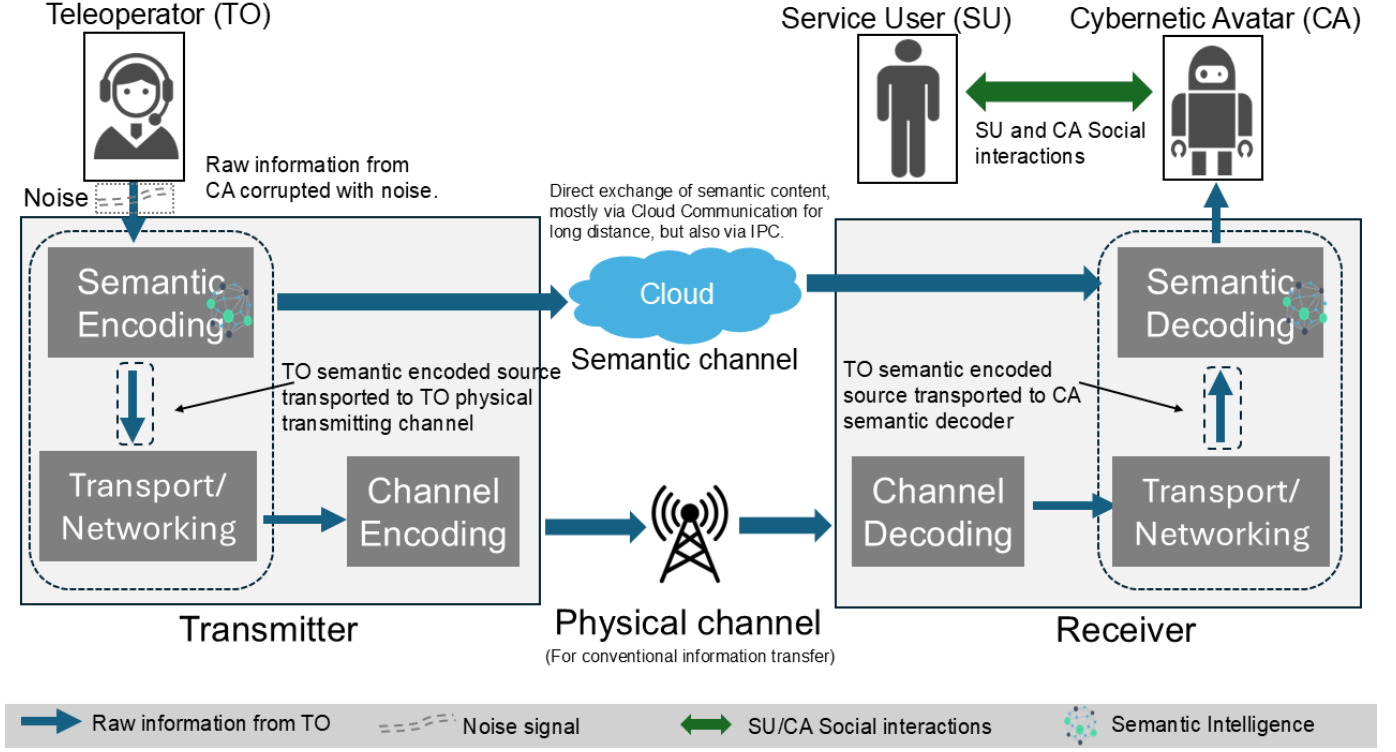 Teleoperator (TO)
Service User (SU)
Cybernetic Avatar (CA)
SU and CA Social
interactions
Raw information from
CA corrupted with noise.
Noise
Direct exchange of semantic content,
mostly via Cloud Communication for
long distance, but also via IPC.
Semantic
Encoding
Cloud
Semantic channel
Semantic
Decoding
TO semantic encoded source
transported to TO physical
transmitting channel
TO semantic encoded
source transported to CA
semantic decoder
Transport/
Networking
Channel
Encoding
Channel
Decoding
Transport/
Networking
Transmitter
Physical channel
(For conventional information transfer)
Receiver
Raw information from TO
Noise signal
SU/CA Social interactions
Semantic Intelligence